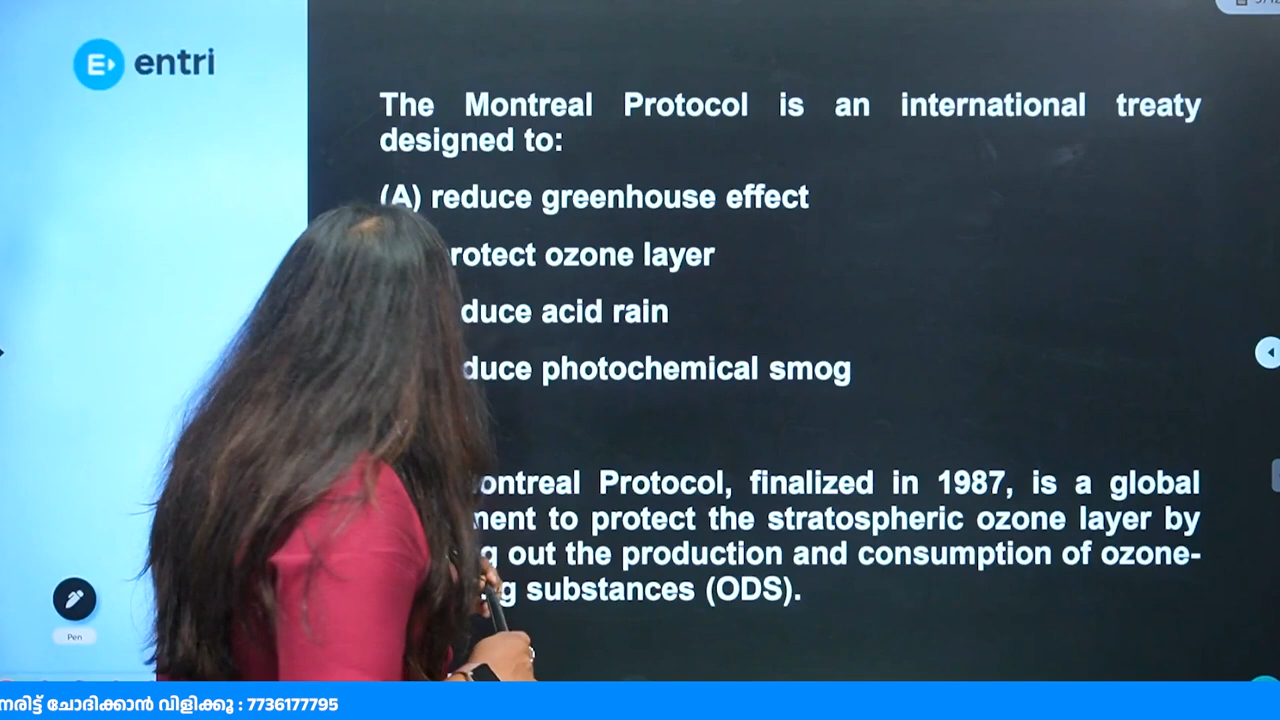 entri
The Montreal Protocol is an international treaty
designed to:
(A) reduce greenhouse effect
rotect ozone layer
duce acid rain
duce photochemical smog
ontreal Protocol, finalized in 1987, is a global
ment to protect the stratospheric ozone layer by
g out the production and consumption of ozone-
g substances (ODS).
Pen
നരിട്ട് ചോദിക്കാൻ വിളിക്കൂ : 7736177795